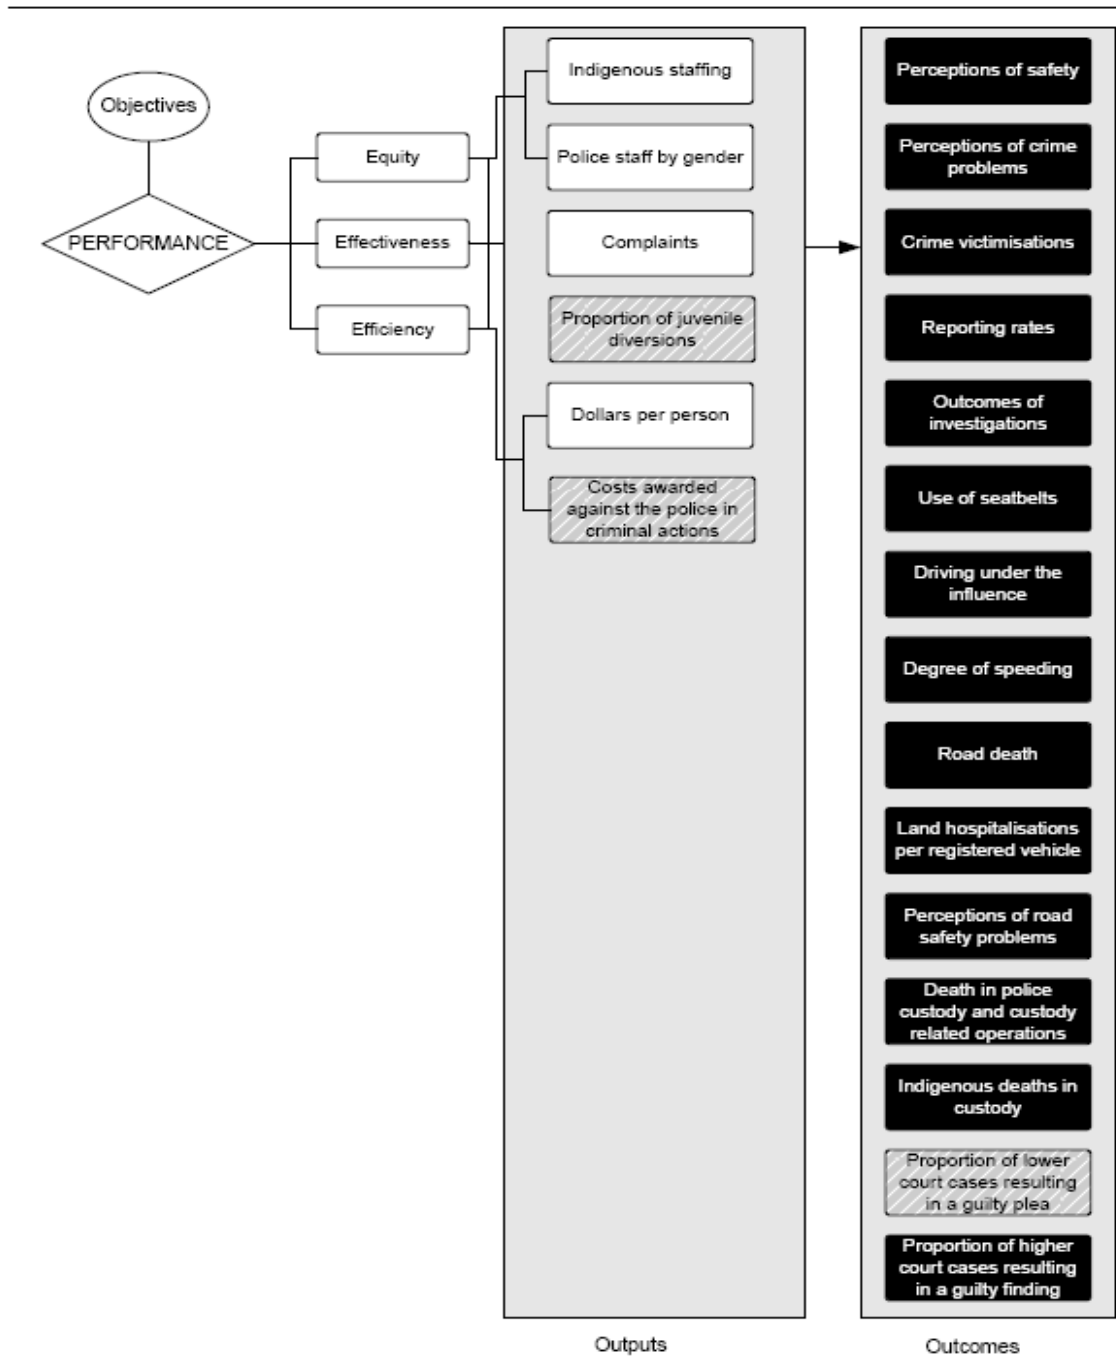 Objectives
PERFORMANCE
Equity
Effectiveness
Efficiency
Indigenous staffing
Police staff by gender
Complaints
Proportion of juvenile
diversions
Dollars per person
Costs awarded
against the police in
criminal actions
Outputs
Perceptions of safety
Perceptions of crime
problems
Crime victimisations
Reporting rates
Outcomes of
investigations
Use of seatbelts
Driving under the
influence
Degree of speeding
Road death
Land hospitalisations
per registered vehicle
Perceptions of road
safety problems
Death in police
custody and custody
related operations
Indigenous deaths in
custody
Proportion of lower
court cases resulting
in a guilty plea
Proportion of higher
court cases resulting
in a guilty finding
Outcomes